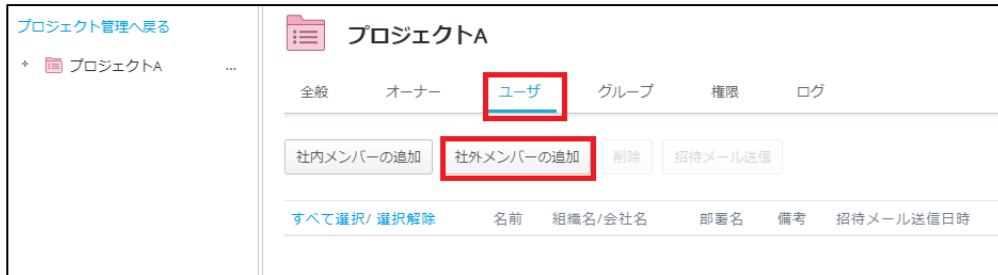 プロジェクト管理へ戻る
プロジェクトA ...
プロジェクトA
全般 オーナー ユーザ グループ 権限 ログ
社内メンバーの追加 社外メンバーの追加 削除 招待メール送信
すべて選択/ 選択解除 名前 組織名/会社名 部署名 備考 招待メール送信日時